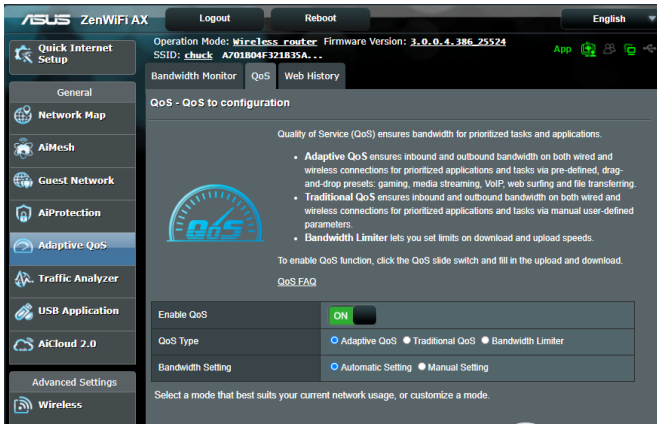 ASUS ZenWiFi AX Logout Reboot English
Quick Internet
Setup
Operation Mode: Wireless router Firmware Version: 3.0.0.4.386_25524
SSID: chuck A701B04F321B35A...
App
Bandwidth Monitor QoS Web History
General
Network Map
AiMesh
Guest Network
AiProtection
Adaptive QoS
Traffic Analyzer
USB Application
AiCloud 2.0
Advanced Settings
Wireless
QoS - QoS to configuration
Quality of Service (QoS) ensures bandwidth for prioritized tasks and applications.
• Adaptive QoS ensures inbound and outbound bandwidth on both wired and
wireless connections for prioritized applications and tasks via pre-defined, drag-
and-drop presets: gaming, media streaming, VoIP, web surfing and file transferring.
• Traditional QoS ensures inbound and outbound bandwidth on both wired and
wireless connections for prioritized applications and tasks via manual user-defined
parameters.
• Bandwidth Limiter lets you set limits on download and upload speeds.
To enable QoS function, click the QoS slide switch and fill in the upload and download.
QoS FAQ
QoS
Enable QoS ON
QoS Type Adaptive QoS Traditional QoS Bandwidth Limiter
Bandwidth Setting Automatic Setting Manual Setting
Select a mode that best suits your current network usage, or customize a mode.